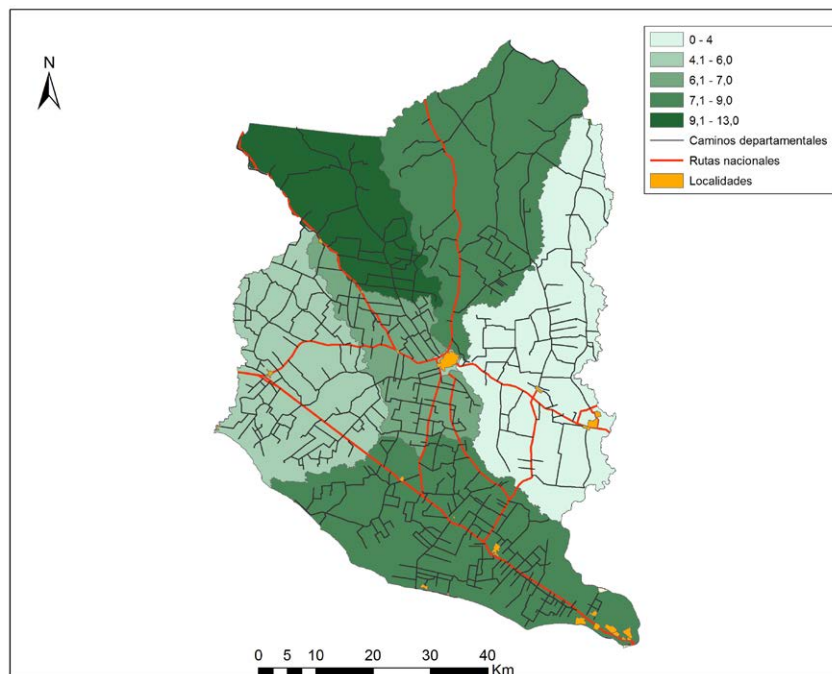 N
0 - 4
4.1 - 6,0
6,1 - 7,0
7,1 - 9,0
9,1 - 13,0
Caminos departamentales
Rutas nacionales
Localidades
0 5 10 20 30 40
Km